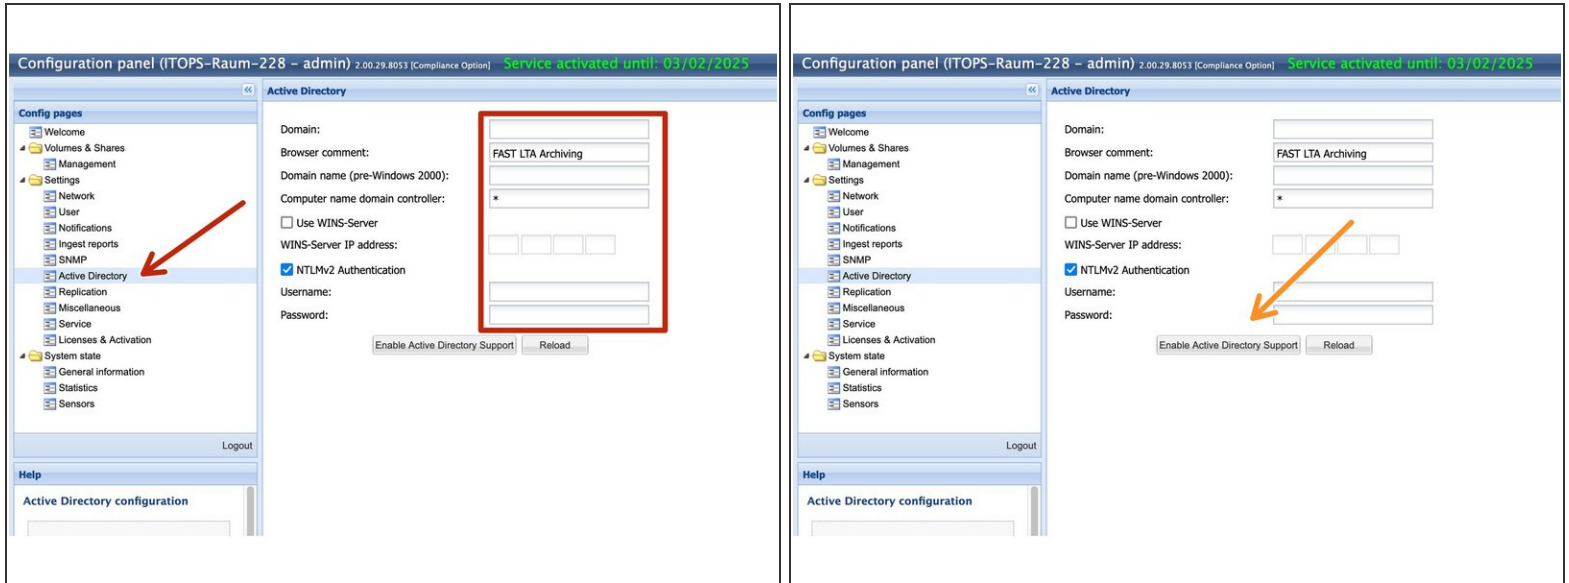 Configuration panel (ITOPS-Raum-228 - admin) 2.00.29.8053 [Compliance Option] Service activated until: 03/02/2025
Active Directory
Config pages
Welcome
Volumes & Shares
Management
Settings
Network
User
Notifications
Ingest reports
SNMP
Active Directory
Replication
Miscellaneous
Service
Licenses & Activation
System state
General information
Statistics
Sensors
Logout
Help
Active Directory configuration
Domain:
Browser comment: FAST LTA Archiving
Domain name (pre-Windows 2000):
Computer name domain controller: *
Use WINS-Server
WINS-Server IP address:
NTLMv2 Authentication
Username:
Password:
Enable Active Directory Support Reload
Configuration panel (ITOPS-Raum-228 - admin) 2.00.29.8053 [Compliance Option] Service activated until: 03/02/2025
Active Directory
Config pages
Welcome
Volumes & Shares
Management
Settings
Network
User
Notifications
Ingest reports
SNMP
Active Directory
Replication
Miscellaneous
Service
Licenses & Activation
System state
General information
Statistics
Sensors
Logout
Help
Active Directory configuration
Domain:
Browser comment: FAST LTA Archiving
Domain name (pre-Windows 2000):
Computer name domain controller: *
Use WINS-Server
WINS-Server IP address:
NTLMv2 Authentication
Username:
Password:
Enable Active Directory Support Reload